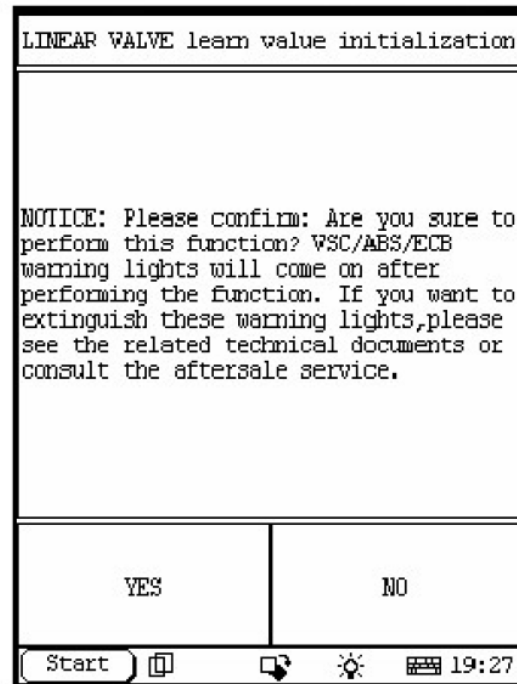 LINEAR VALVE learn value initialization
NOTICE: Please confirm: Are you sure to
perform this function? VSC/ABS/ECB
warning lights will come on after
performing the function. If you want to
extinguish these warning lights,please
see the related technical documents or
consult the aftersale service.
YES
NO
Start
19:27